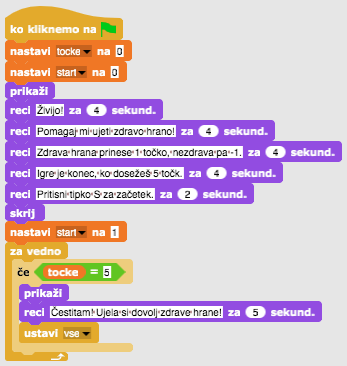 ko kliknemo na
nastavi tocke na 0
nastavi start na 0
prikaži
reci Živijo! za 4 sekund.
reci Pomagaj mi ujeti zdravo hrano! za 4 sekund.
reci Zdrava hrana prinese 1 točko, nezdrava pa -1. za 4 sekund.
reci Igre je konec, ko dosežeš 5 točk. za 4 sekund.
reci Pritisni tipko S za začetek. za 2 sekund.
skrij
nastavi start na 1
za vedno
če tocke = 5
prikaži
reci Čestitam! Ujela si dovolj zdrave hrane! za 5 sekund.
ustavi vse